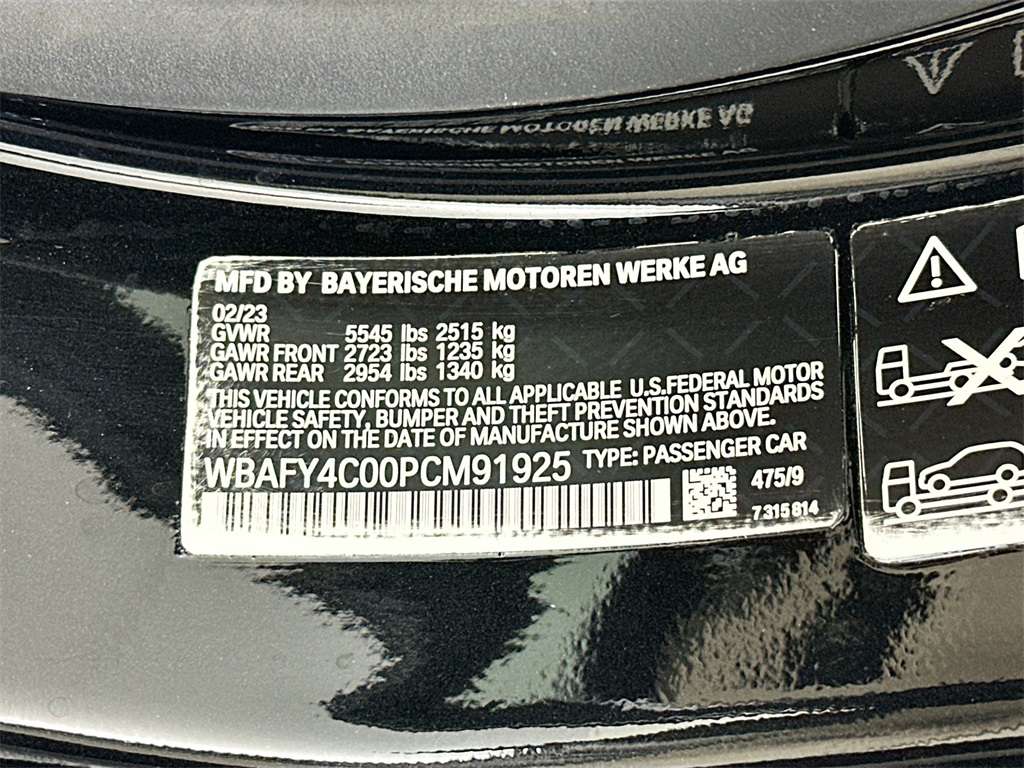 MFD BY BAYERISCHE MOTOREN WERKE AG
02/23
GVWR 5545 lbs 2515 kg
GAWR FRONT 2723 lbs 1235 kg
GAWR REAR 2954 lbs 1340 kg
THIS VEHICLE CONFORMS TO ALL APPLICABLE U.S.FEDERAL MOTOR
VEHICLE SAFETY, BUMPER AND THEFT PREVENTION STANDARDS
IN EFFECT ON THE DATE OF MANUFACTURE SHOWN ABOVE.
WBAFY4C00PCM91925 TYPE: PASSENGER CAR
475/9
7 315 814